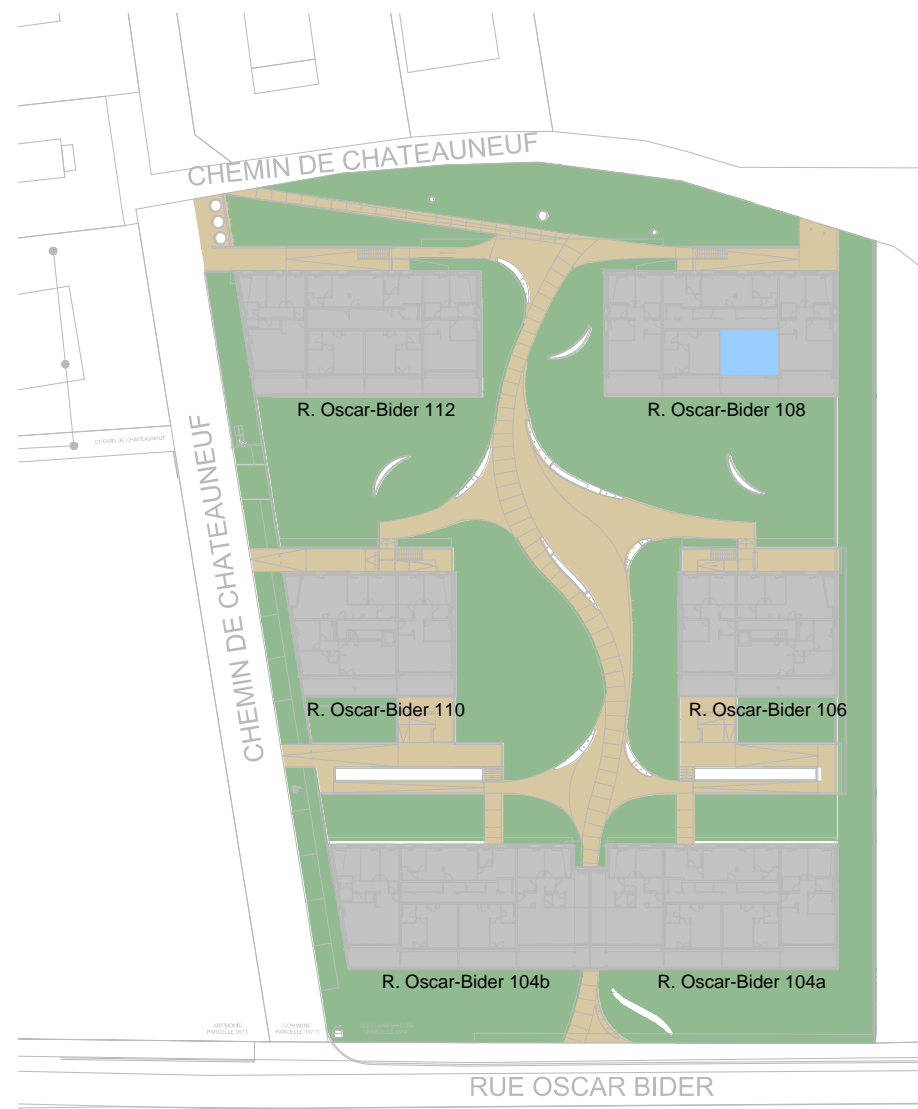 CHEMIN DE CHATEAUNEUF
R. Oscar-Bider 112
R. Oscar-Bider 108
CHEMIN DE CHATEAUNEUF
CHEMIN DE CHATEAUNEUF
R. Oscar-Bider 110
R. Oscar-Bider 106
R. Oscar-Bider 104b
R. Oscar-Bider 104a
COMMUNE
RUE OSCAR BIDER